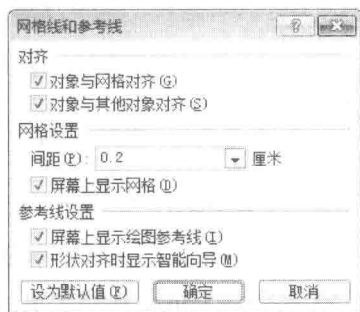 网格线和参考线
对齐
对象与网格对齐(G)
对象与其他对象对齐(S)
网格设置
间距(P): 0.2 厘米
屏幕上显示网格(D)
参考线设置
屏幕上显示绘图参考线(I)
形状对齐时显示智能向导(M)
设为默认值(E) 确定 取消